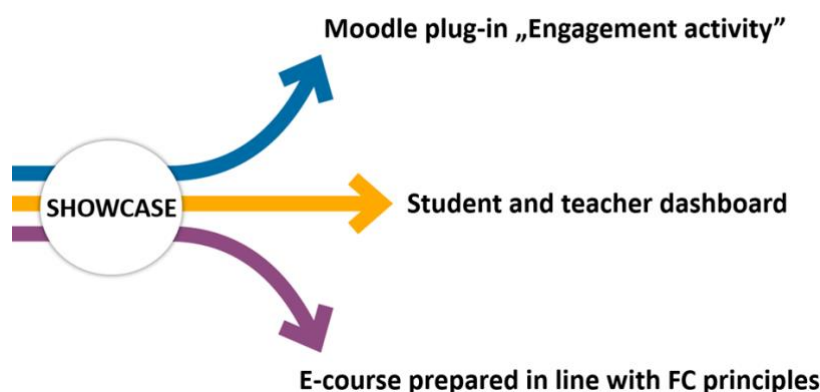 Moodle plug-in „Engagement activity”
SHOWCASE
Student and teacher dashboard
E-course prepared in line with FC principles